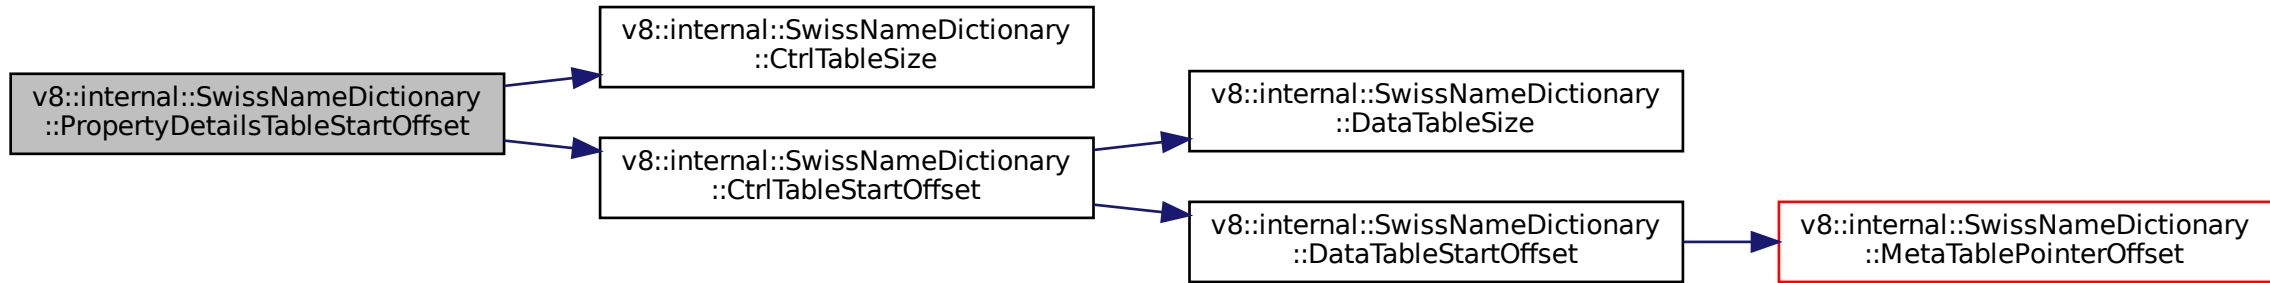 v8::internal::SwissNameDictionary
::PropertyDetailsTableStartOffset
v8::internal::SwissNameDictionary
::CtrlTableSize
v8::internal::SwissNameDictionary
::CtrlTableStartOffset
v8::internal::SwissNameDictionary
::DataTableSize
v8::internal::SwissNameDictionary
::DataTableStartOffset
v8::internal::SwissNameDictionary
::MetaTablePointerOffset